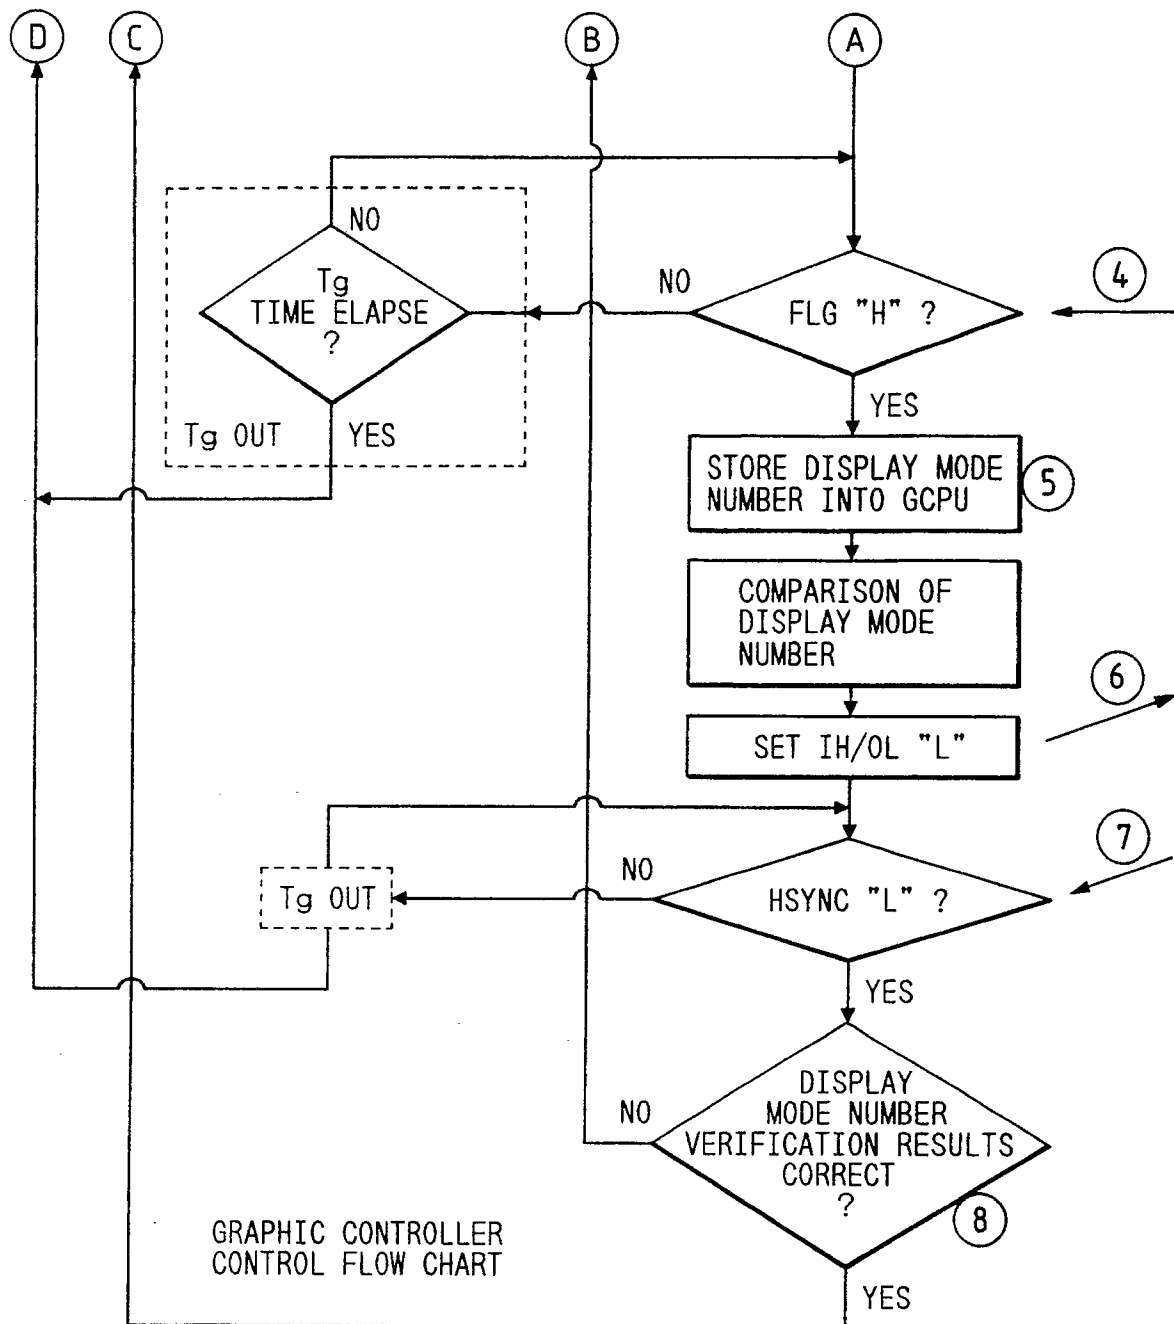 D
C
B
A
NO
Tg
TIME ELAPSE
?
Tg OUT
YES
NO
FLG "H" ?
4
YES
STORE DISPLAY MODE
NUMBER INTO GCPU
5
COMPARISON OF
DISPLAY MODE
NUMBER
6
SET IH/OL "L"
7
NO
Tg OUT
HSYNC "L" ?
YES
DISPLAY
MODE NUMBER
VERIFICATION RESULTS
CORRECT
?
NO
8
YES
GRAPHIC CONTROLLER
CONTROL FLOW CHART